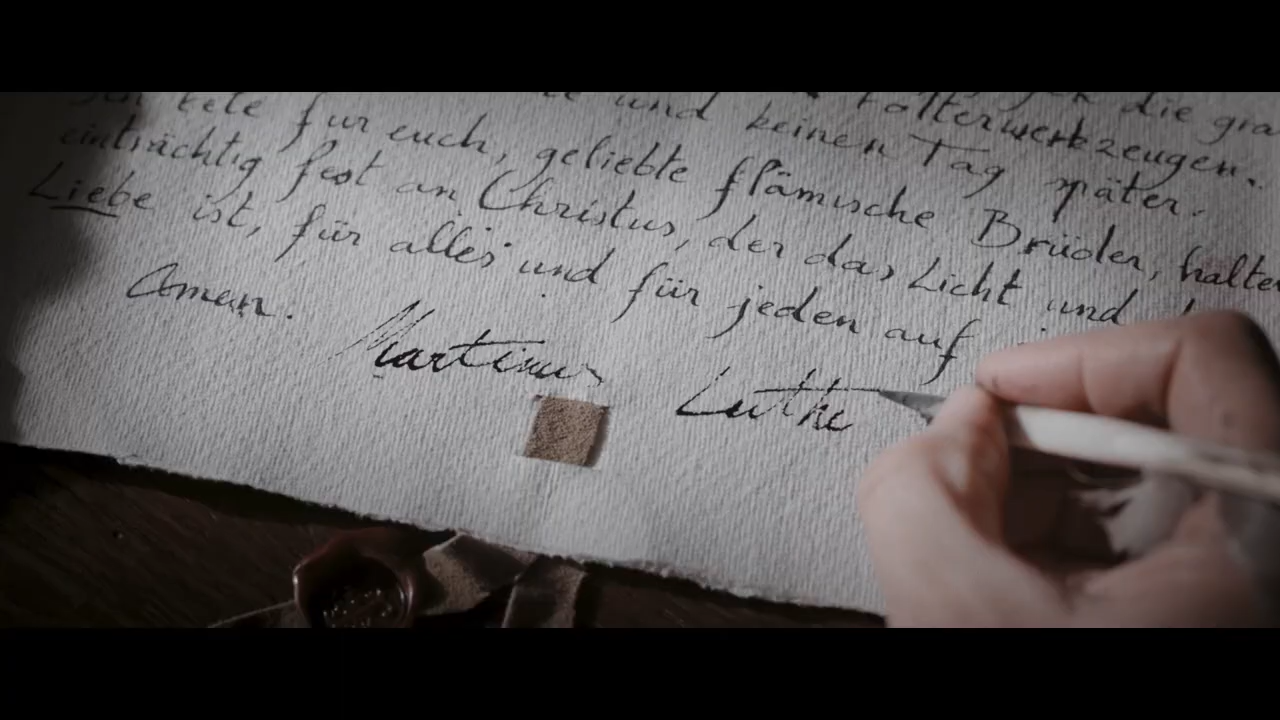 die gra
Folterwerkzeugen.
und keinen Tag später.
für euch, geliebte flämische Brüder, halte
einträchtig fest an Christus, der das Licht und
Liebe ist, für alles und für jeden auf
Amen.
Martinus Luthe